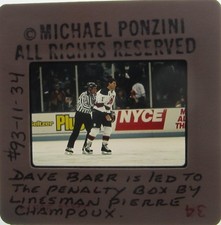 © MICHAEL PONZINI
ALL RIGHTS RESERVED
#93-11-34
NYCE
DAVE BARR IS LED TO
THE PENALTY BOX BY
LINESMAN PIERRE
CHAMPOUX.
34